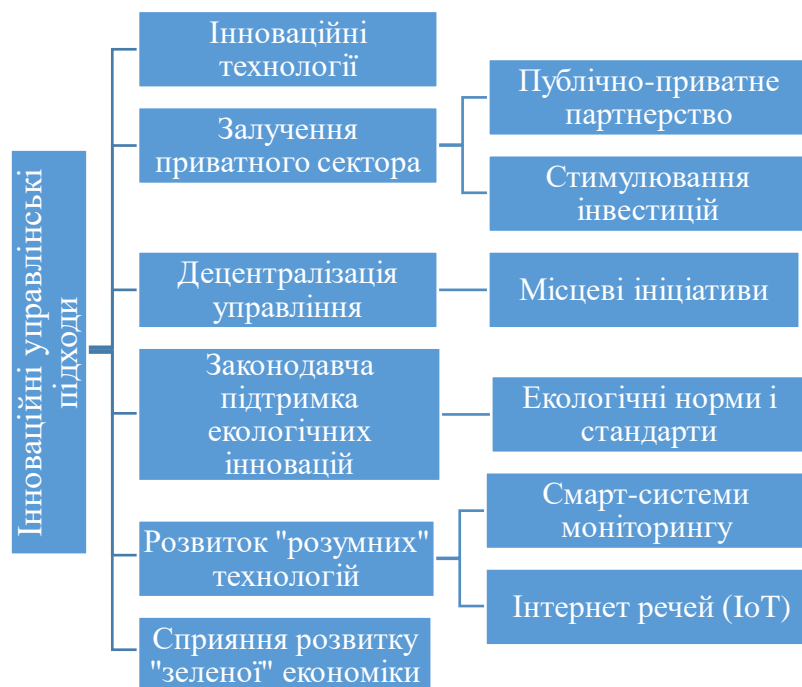 Інноваційні управлінські
підходи
Інноваційні
технології
Залучення
приватного сектора
Публічно-приватне
партнерство
Стимулювання
інвестицій
Децентралізація
управління
Місцеві ініціативи
Законодавча
підтримка
екологічних
інновацій
Екологічні норми і
стандарти
Розвиток "розумних"
технологій
Смарт-системи
моніторингу
Інтернет речей (IoT)
Сприяння розвитку
"зеленої" економіки